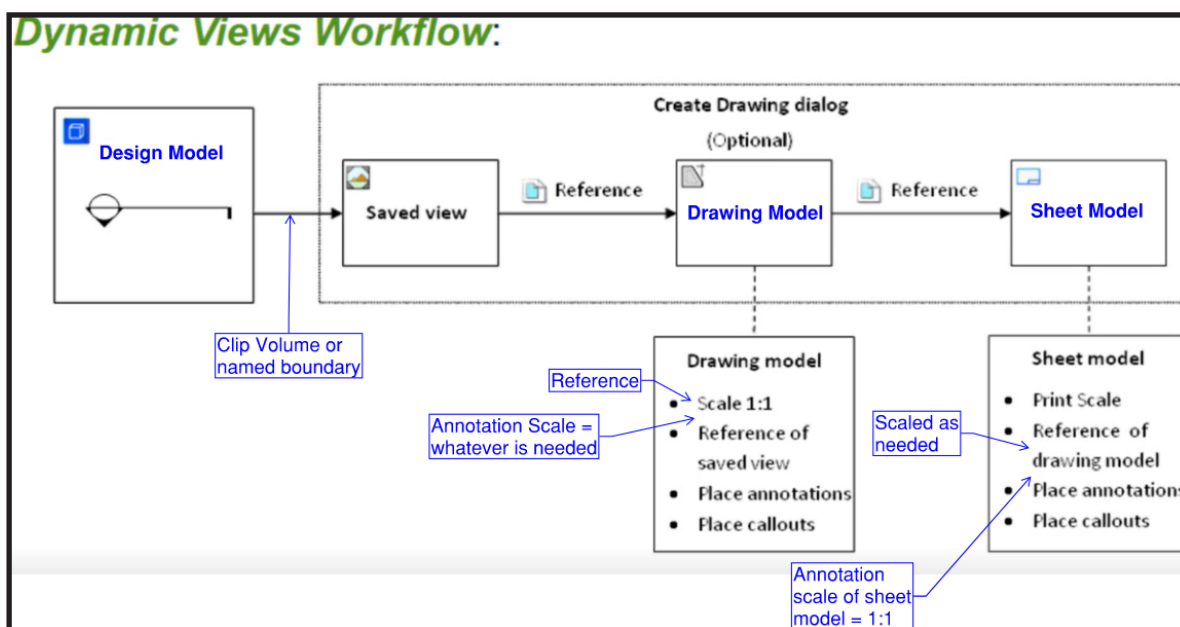 Dynamic Views Workflow:
Create Drawing dialog
(Optional)
Design Model
Saved view
Reference
Drawing Model
Reference
Sheet Model
Clip Volume or
named boundary
Drawing model
• Scale 1:1
• Reference of
saved view
• Place annotations
• Place callouts
Reference
Annotation Scale =
whatever is needed
Sheet model
• Print Scale
• Reference of
drawing model
• Place annotations
• Place callouts
Scaled as
needed
Annotation
scale of sheet
model = 1:1